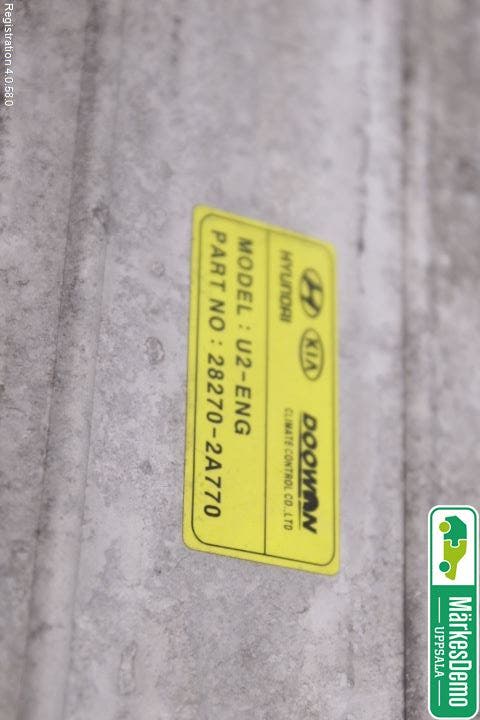 Registration 4.0.58.0
HYUNDAI
KIA
DOOWAN
CLIMATE CONTROL CO., LTD
MODEL : U2-ENG
PART NO : 28270-2A770
MärkesDemo
UPPSALA